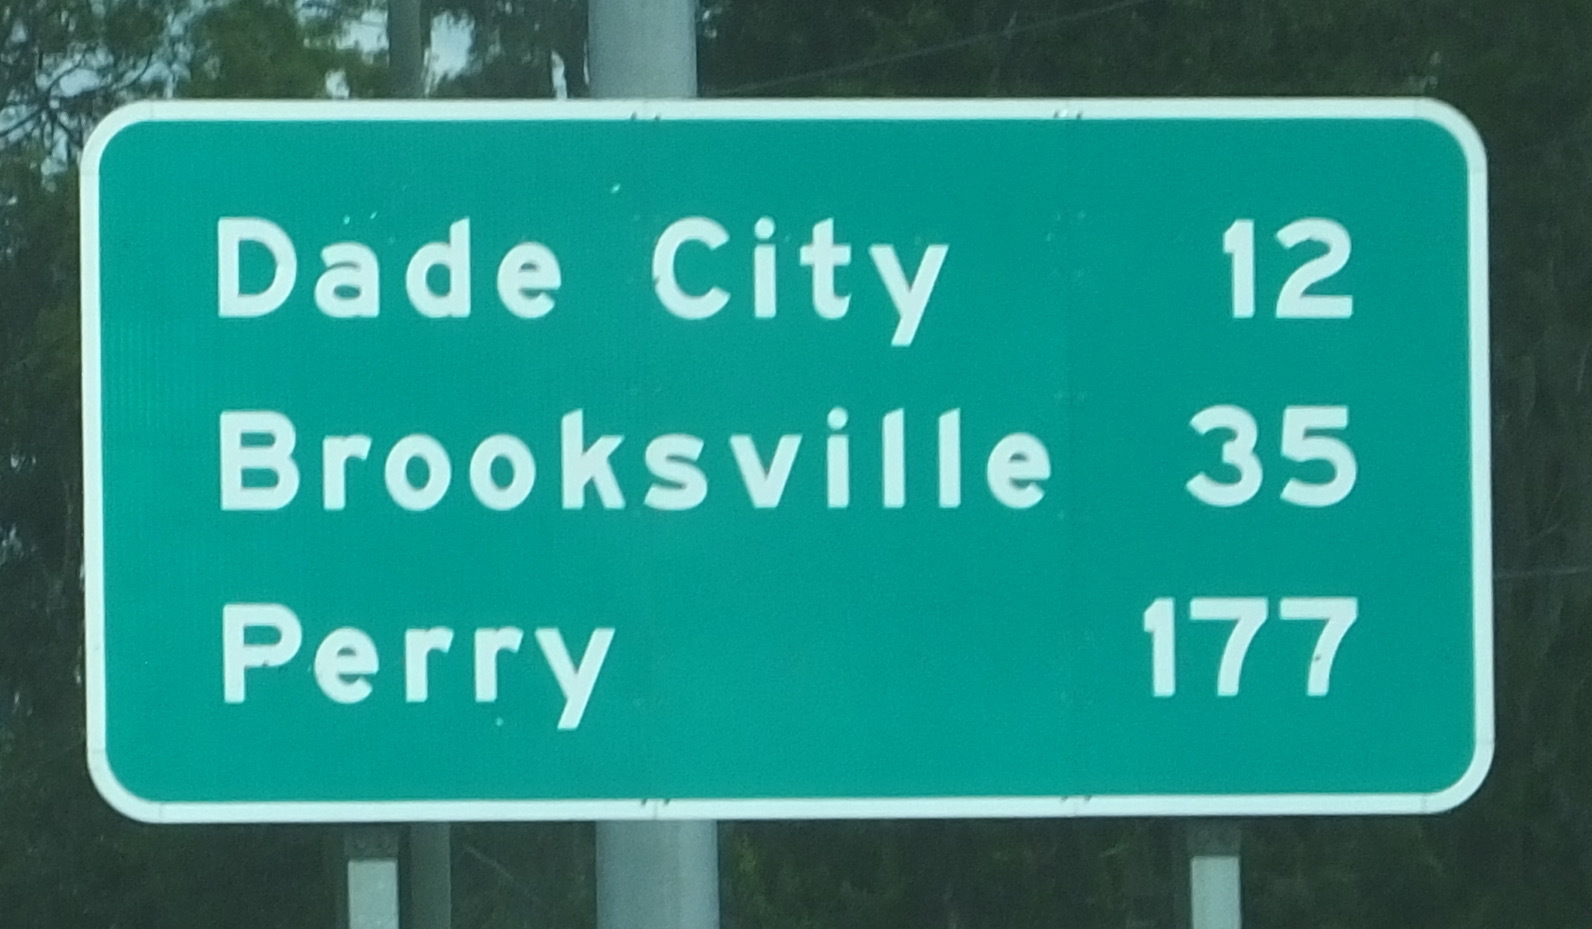 Dade City 12
Brooksville 35
Perry 177